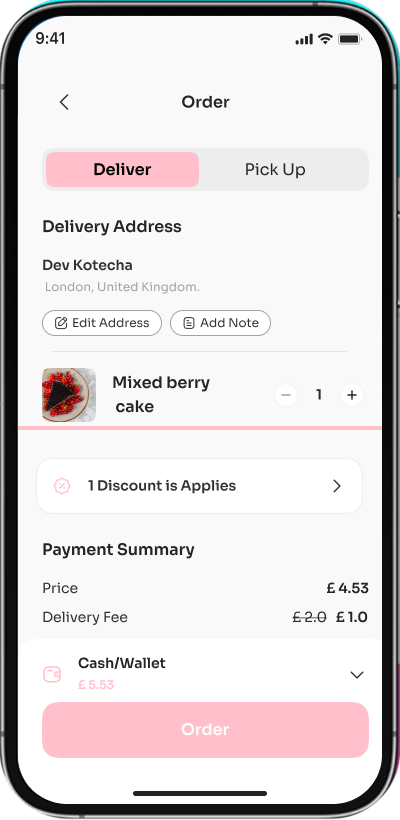 9:41
Order
Deliver
Pick Up
Delivery Address
Dev Kotecha
London, United Kingdom.
Edit Address
Add Note
Mixed berry
cake
1
1 Discount is Applies
Payment Summary
Price
£ 4.53
Delivery Fee
£ 2.0 £ 1.0
Cash/Wallet
£ 5.53
Order